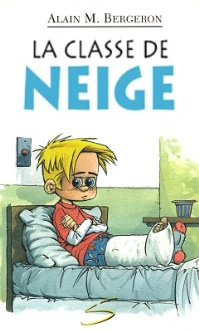 ALAIN M. BERGERON
LA CLASSE DE
NEIGE